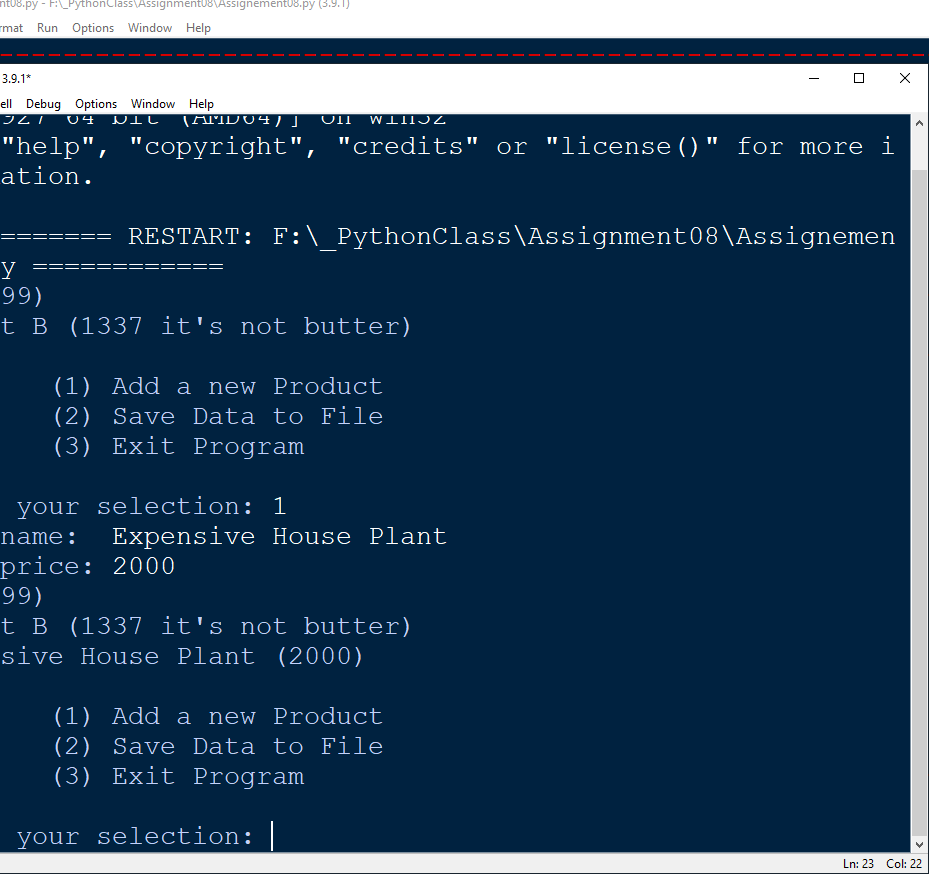 nt08.py - F:\_PythonClass\Assignment08\Assignement08.py (3.9.1)
rmat Run Options Window Help
3.9.1*
ell Debug Options Window Help
927 64 bit (AMD64)] on win32
"help", "copyright", "credits" or "license()" for more i
ation.
======= RESTART: F:\_PythonClass\Assignment08\Assignemen
y ============
99)
t B (1337 it's not butter)
(1) Add a new Product
(2) Save Data to File
(3) Exit Program
your selection: 1
name:  Expensive House Plant
price: 2000
99)
t B (1337 it's not butter)
sive House Plant (2000)
(1) Add a new Product
(2) Save Data to File
(3) Exit Program
your selection:
Ln: 23 Col: 22